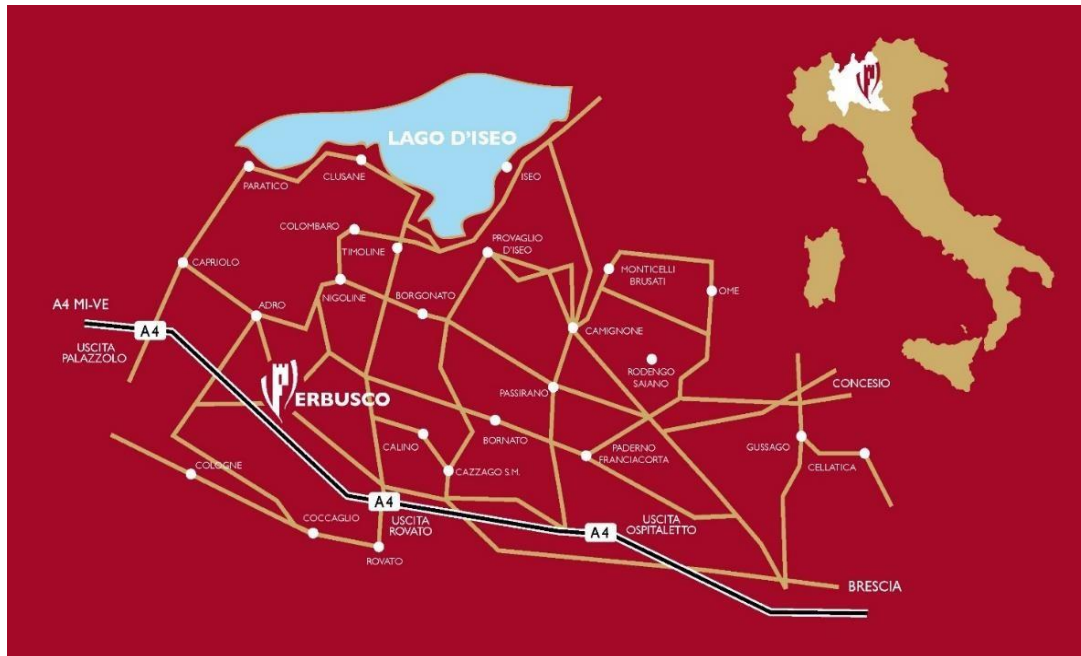 LAGO D'ISEO
PARATICO
CLUSANE
ISEO
COLOMBARO
TIMOLINE
PROVAGLIO
D'ISEO
CAPRIOLO
MONTICELLI
BRUSATI
OME
NIGOLINE
BORGONATO
ADRO
A4 MI-VE
A4
USCITA
PALAZZOLO
CAMIGNONE
RODENGO
SAIANO
CONCESIO
ERBUSCO
PASSIRANO
CALINO
BORNATO
PADERNO
FRANCIACORTA
GUSSAGO
CELLATICA
COLOGNE
CAZZAGO S.M.
A4
USCITA
ROVATO
COCCAGLIO
ROVATO
A4
USCITA
OSPITALETTO
BRESCIA